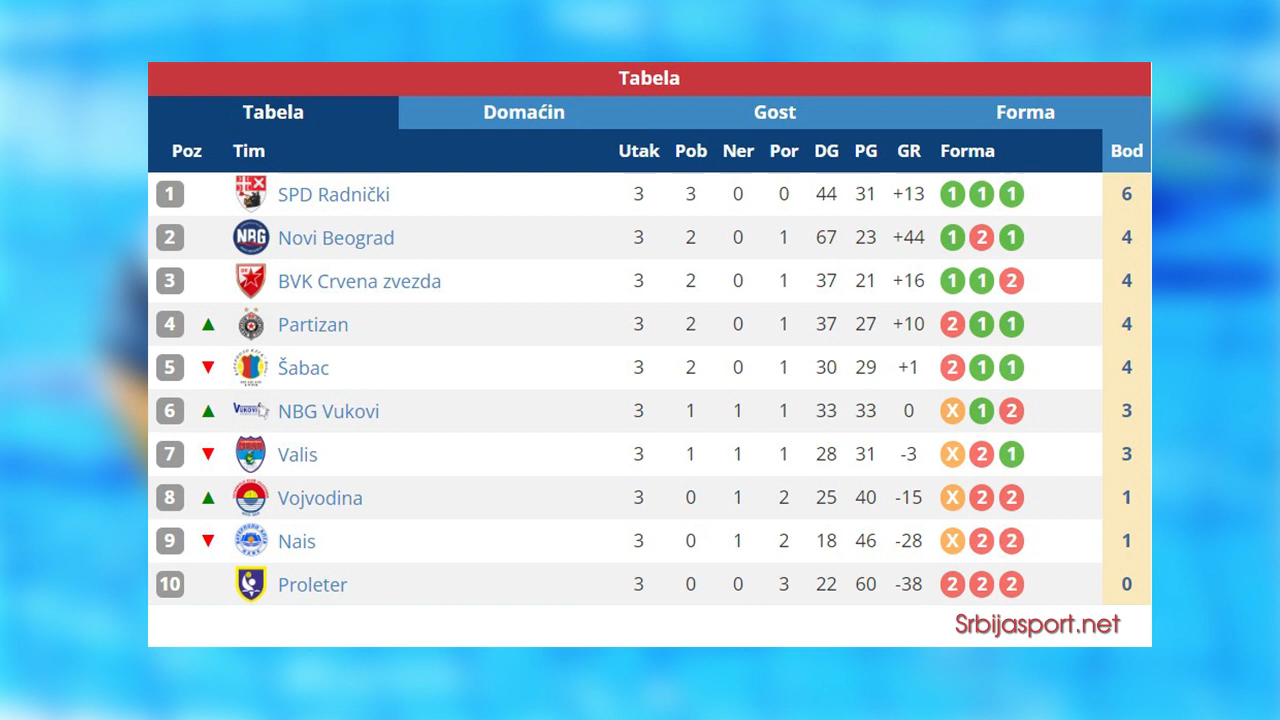 Tabela
Tabela Domaćin Gost Forma
Poz Tim Utak Pob Ner Por DG PG GR Forma Bod
1 SPD Radnički 3 3 0 0 44 31 +13 1 1 1 6
2 NBG Novi Beograd 3 2 0 1 67 23 +44 1 2 1 4
3 BVK Crvena zvezda 3 2 0 1 37 21 +16 1 1 2 4
4 Partizan 3 2 0 1 37 27 +10 2 1 1 4
5 Šabac 3 2 0 1 30 29 +1 2 1 1 4
6 VUKOVI NBG Vukovi 3 1 1 1 33 33 0 X 1 2 3
7 Valis 3 1 1 1 28 31 -3 X 2 1 3
8 Vojvodina 3 0 1 2 25 40 -15 X 2 2 1
9 Nais 3 0 1 2 18 46 -28 X 2 2 1
10 Proleter 3 0 0 3 22 60 -38 2 2 2 0
Srbijasport.net